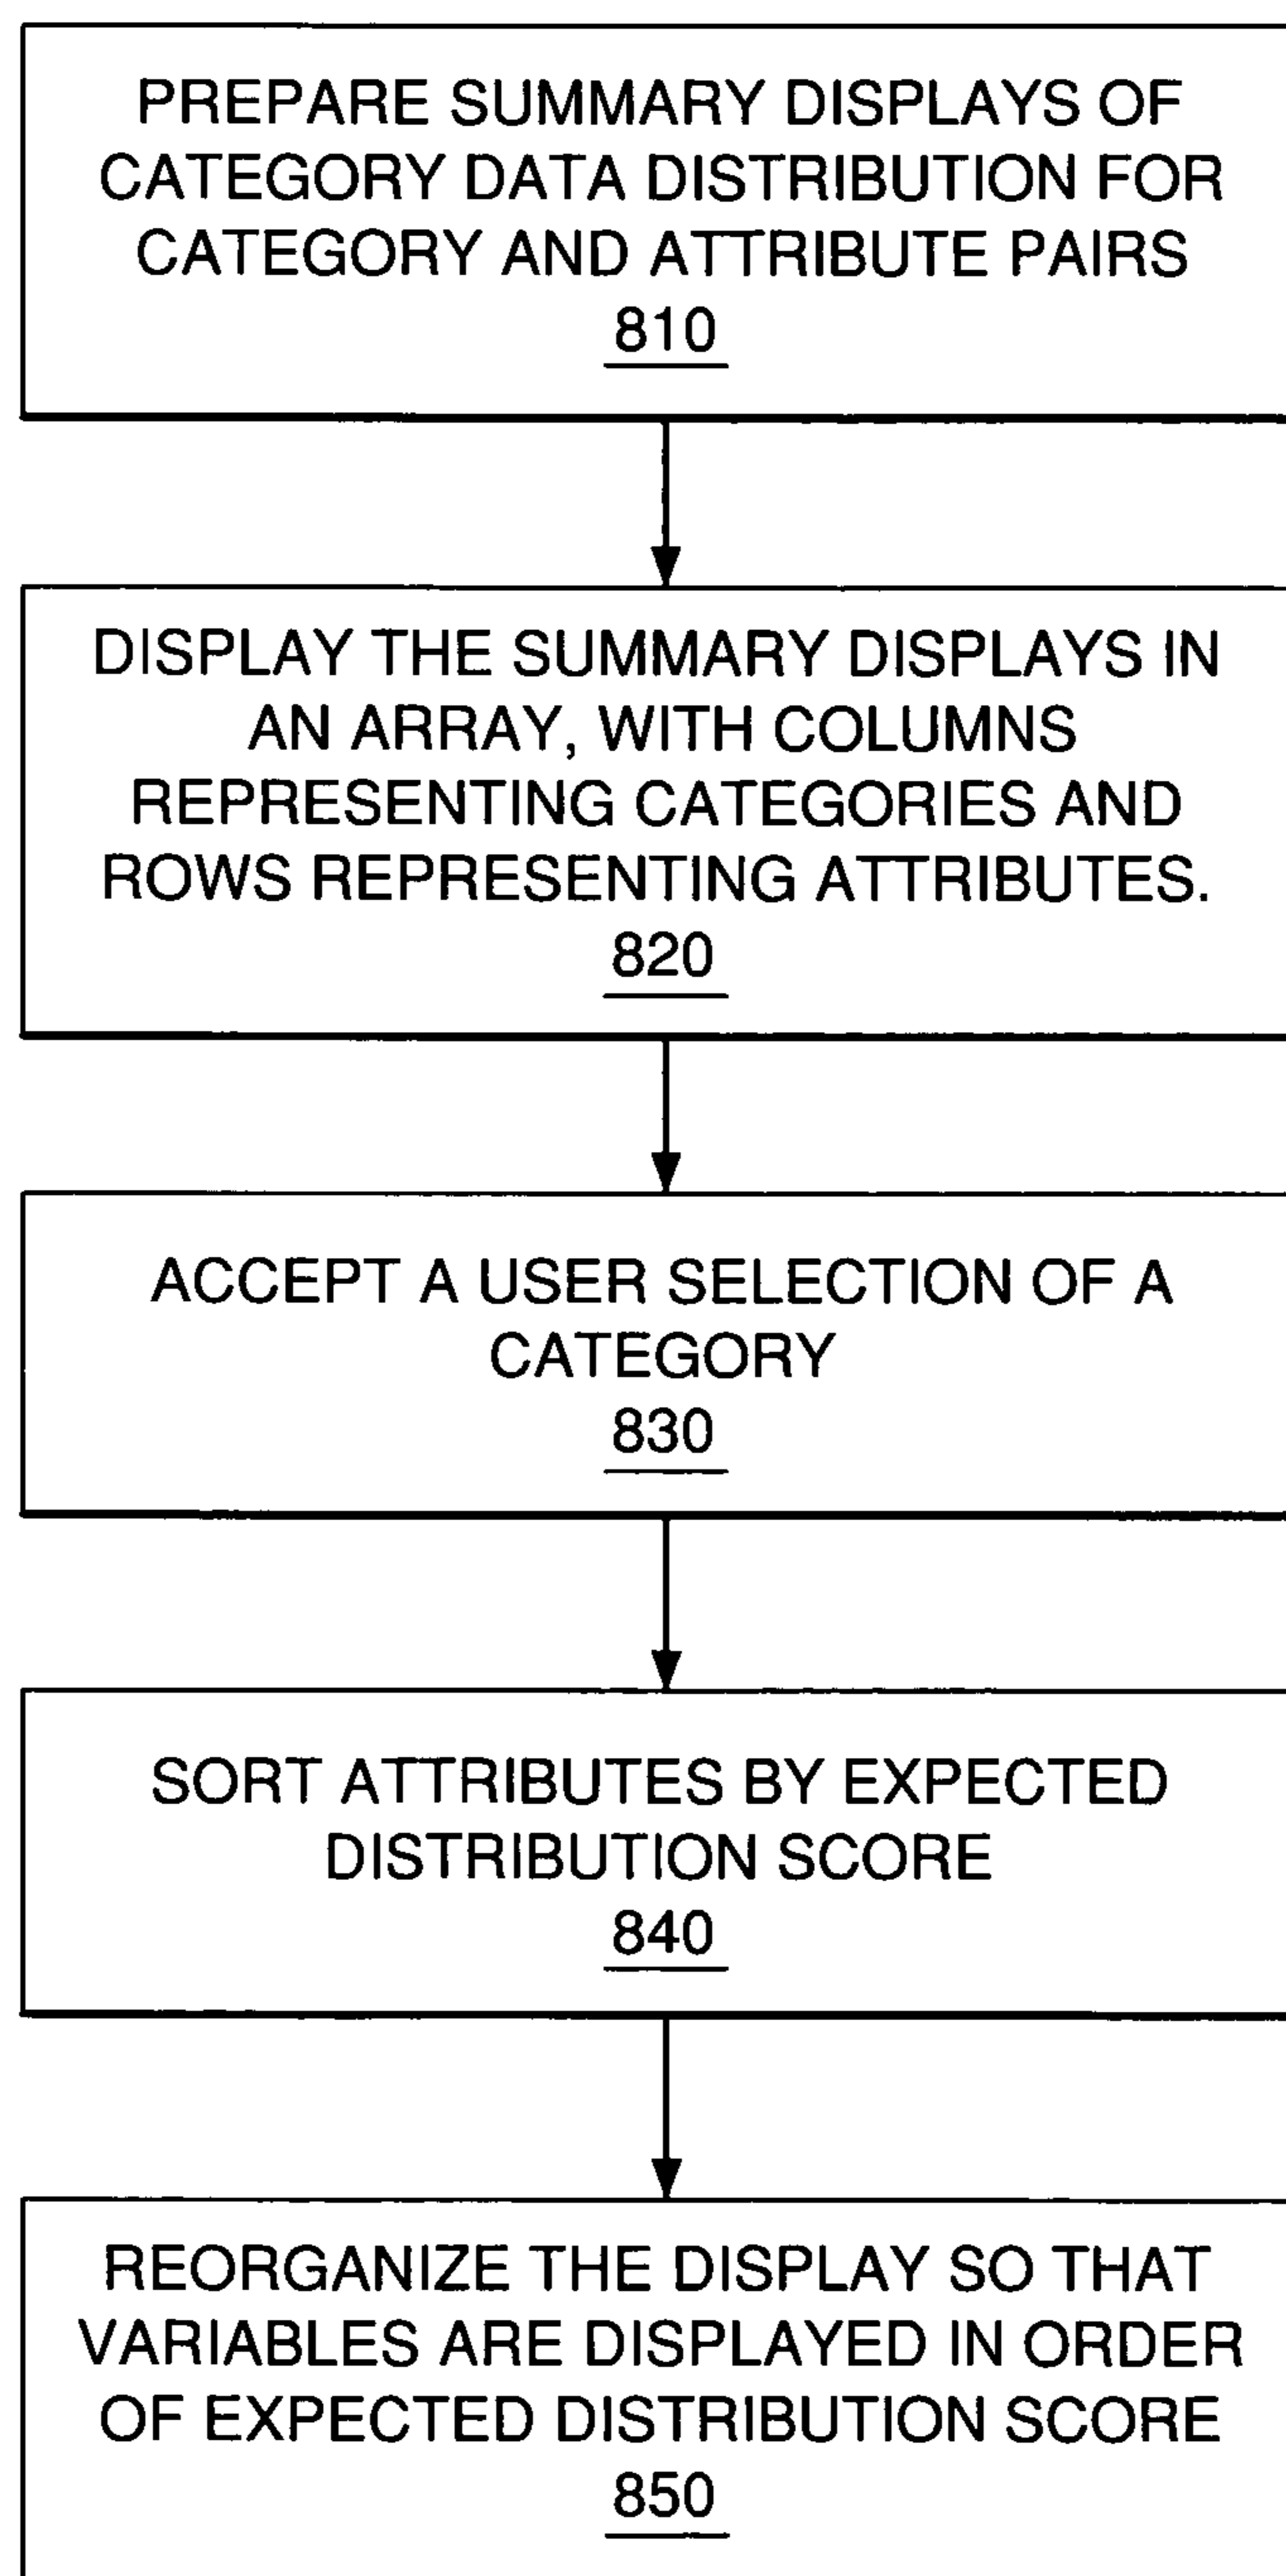 PREPARE SUMMARY DISPLAYS OF
CATEGORY DATA DISTRIBUTION FOR
CATEGORY AND ATTRIBUTE PAIRS
810
DISPLAY THE SUMMARY DISPLAYS IN
AN ARRAY, WITH COLUMNS
REPRESENTING CATEGORIES AND
ROWS REPRESENTING ATTRIBUTES.
820
ACCEPT A USER SELECTION OF A
CATEGORY
830
SORT ATTRIBUTES BY EXPECTED
DISTRIBUTION SCORE
840
REORGANIZE THE DISPLAY SO THAT
VARIABLES ARE DISPLAYED IN ORDER
OF EXPECTED DISTRIBUTION SCORE
850